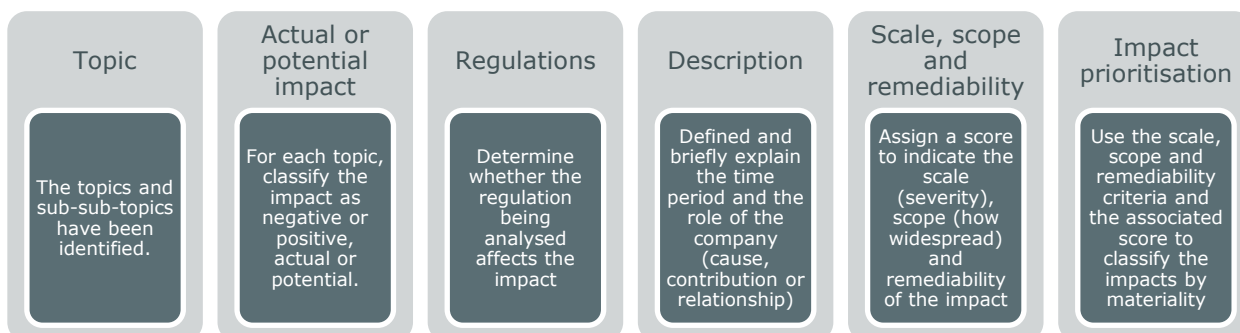 Topic
The topics and
sub-sub-topics
have been
identified.
Actual or
potential
impact
For each topic,
classify the
impact as
negative or
positive,
actual or
potential.
Regulations
Determine
whether the
regulation
being
analysed
affects the
impact
Description
Defined and
briefly explain
the time
period and the
role of the
company
(cause,
contribution or
relationship)
Scale, scope
and
remediability
Assign a score
to indicate the
scale
(severity),
scope (how
widespread)
and
remediability
of the impact
Impact
prioritisation
Use the scale,
scope and
remediability
criteria and
the associated
score to
classify the
impacts by
materiality